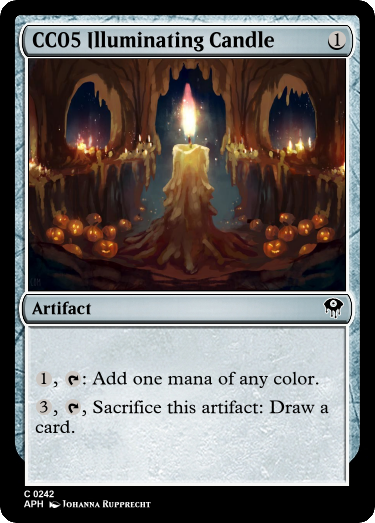 CC05 Illuminating Candle 1
Artifact
1, : Add one mana of any color.
3, , Sacrifice this artifact: Draw a
card.
C 0242
APH Johanna Rupprecht